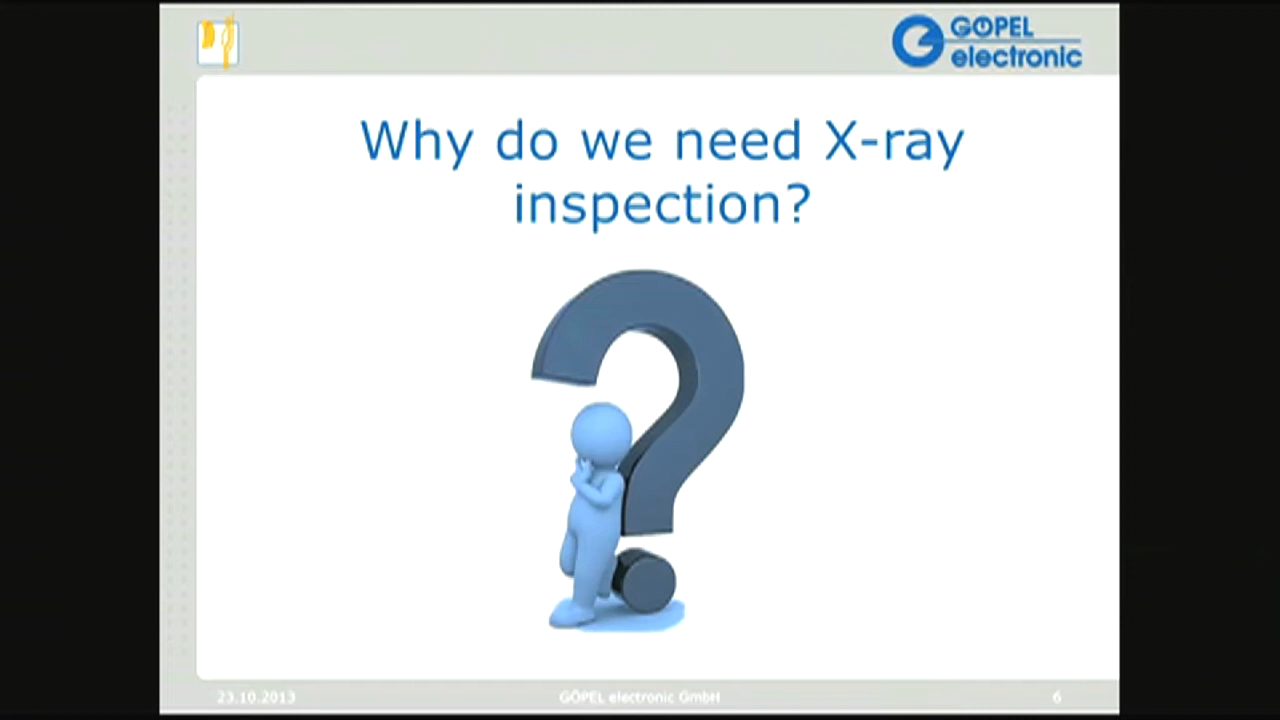 GÖPEL
electronic
Why do we need X-ray
inspection?
23.10.2013
GÖPEL electronic GmbH
6